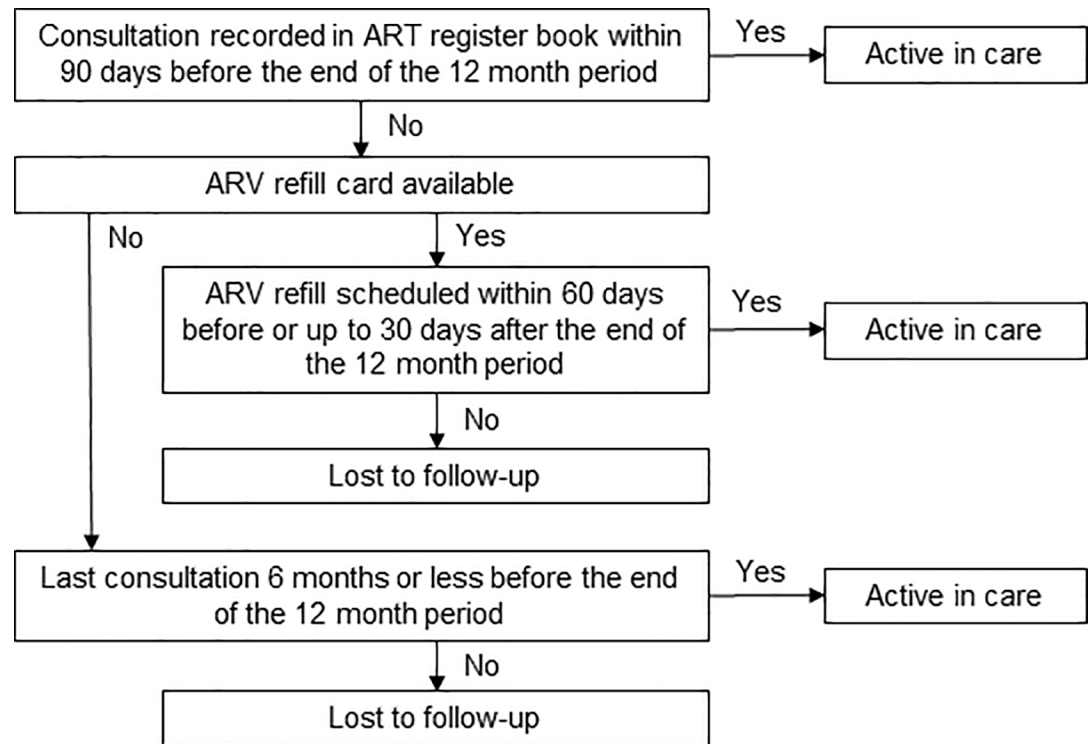 Consultation recorded in ART register book within
90 days before the end of the 12 month period
Yes
Active in care
No
ARV refill card available
No
Yes
ARV refill scheduled within 60 days
before or up to 30 days after the end of
the 12 month period
Yes
Active in care
No
Lost to follow-up
Last consultation 6 months or less before the end
of the 12 month period
Yes
Active in care
No
Lost to follow-up